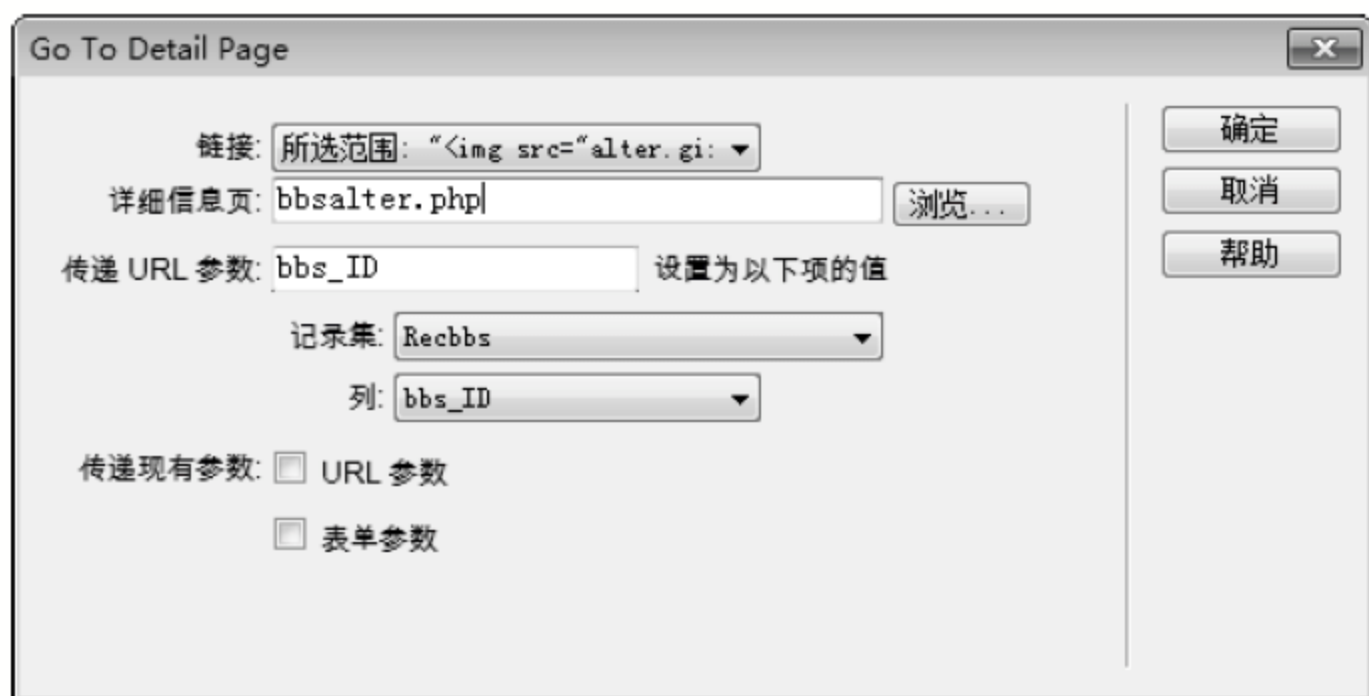 Go To Detail Page
链接: 所选范围: "<img src="alter.gi:
确定
详细信息页: bbsalter.php
浏览...
取消
传递 URL 参数: bbs_ID 设置为以下项的值
帮助
记录集: Recbbs
列: bbs_ID
传递现有参数: URL 参数
表单参数